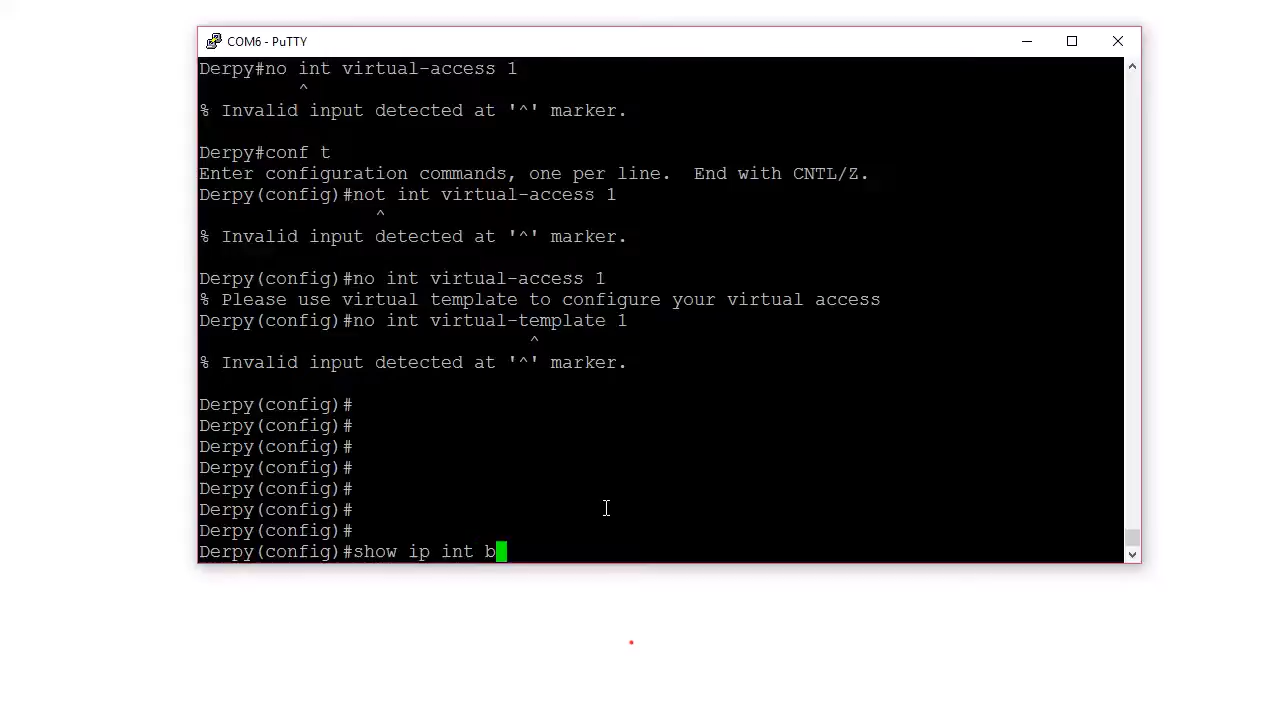 COM6 - PuTTY
Derpy#no int virtual-access 1
^
% Invalid input detected at '^' marker.
Derpy#conf t
Enter configuration commands, one per line.  End with CNTL/Z.
Derpy(config)#not int virtual-access 1
^
% Invalid input detected at '^' marker.
Derpy(config)#no int virtual-access 1
% Please use virtual template to configure your virtual access
Derpy(config)#no int virtual-template 1
^
% Invalid input detected at '^' marker.
Derpy(config)#
Derpy(config)#
Derpy(config)#
Derpy(config)#
Derpy(config)#
Derpy(config)#
Derpy(config)#
Derpy(config)#show ip int b